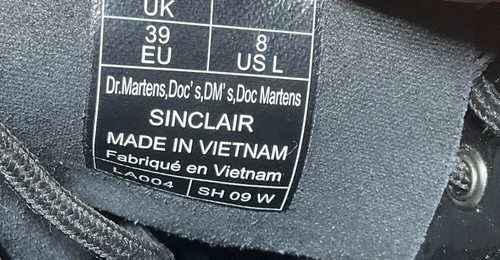 UK
39 8
EU US L
Dr.Martens,Doc's,DM's,Doc Martens
SINCLAIR
MADE IN VIETNAM
Fabriqué en Vietnam
LA004 SH 09 W